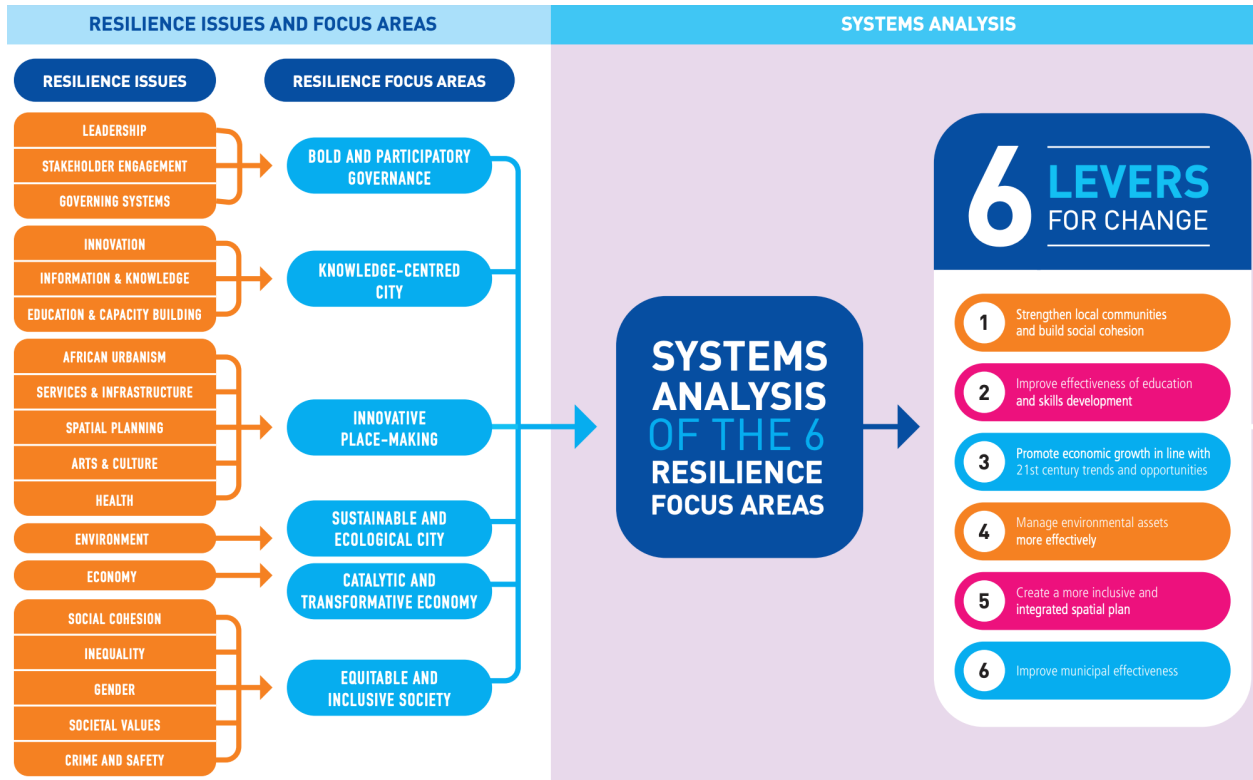 RESILIENCE ISSUES AND FOCUS AREAS
SYSTEMS ANALYSIS
RESILIENCE ISSUES
RESILIENCE FOCUS AREAS
LEADERSHIP
STAKEHOLDER ENGAGEMENT
GOVERNING SYSTEMS
BOLD AND PARTICIPATORY
GOVERNANCE
INNOVATION
INFORMATION & KNOWLEDGE
EDUCATION & CAPACITY BUILDING
KNOWLEDGE-CENTRED
CITY
AFRICAN URBANISM
SERVICES & INFRASTRUCTURE
SPATIAL PLANNING
ARTS & CULTURE
HEALTH
INNOVATIVE
PLACE-MAKING
ENVIRONMENT
SUSTAINABLE AND
ECOLOGICAL CITY
ECONOMY
CATALYTIC AND
TRANSFORMATIVE ECONOMY
SOCIAL COHESION
INEQUALITY
GENDER
SOCIETAL VALUES
CRIME AND SAFETY
EQUITABLE AND
INCLUSIVE SOCIETY
SYSTEMS
ANALYSIS
OF THE 6
RESILIENCE
FOCUS AREAS
6 LEVERS
FOR CHANGE
1 Strengthen local communities
and build social cohesion
2 Improve effectiveness of education
and skills development
3 Promote economic growth in line with
21st century trends and opportunities
4 Manage environmental assets
more effectively
5 Create a more inclusive and
integrated spatial plan
6 Improve municipal effectiveness